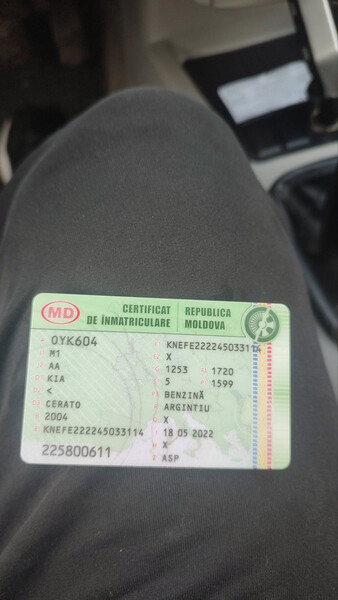 MD
CERTIFICAT DE ÎNMATRICULARE
REPUBLICA MOLDOVA
OYK604
KNEFE222245033114
M1
X
AA
1253 1720
KIA
5 1599
<
BENZINĂ
CERATO
ARGINTIU
2004
X
KNEFE222245033114
18 05 2022
X
225800611
ASP